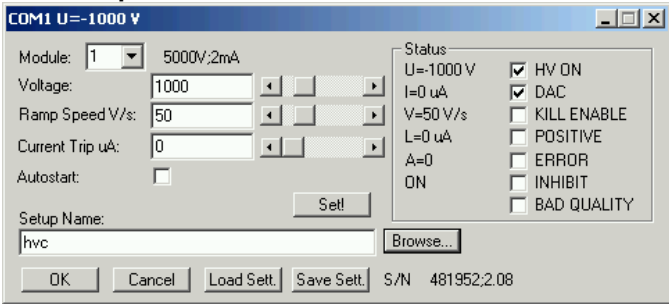 COM1 U=-1000 V
Module: 1 5000V;2mA
Voltage: 1000
Ramp Speed V/s: 50
Current Trip uA: 0
Autostart:
Set!
Setup Name:
hvc
Browse...
OK Cancel Load Sett. Save Sett. S/N 481952;2.08
Status
U=-1000 V HV ON
I=0 uA DAC
V=50 V/s KILL ENABLE
L=0 uA POSITIVE
A=0 ERROR
ON INHIBIT
BAD QUALITY